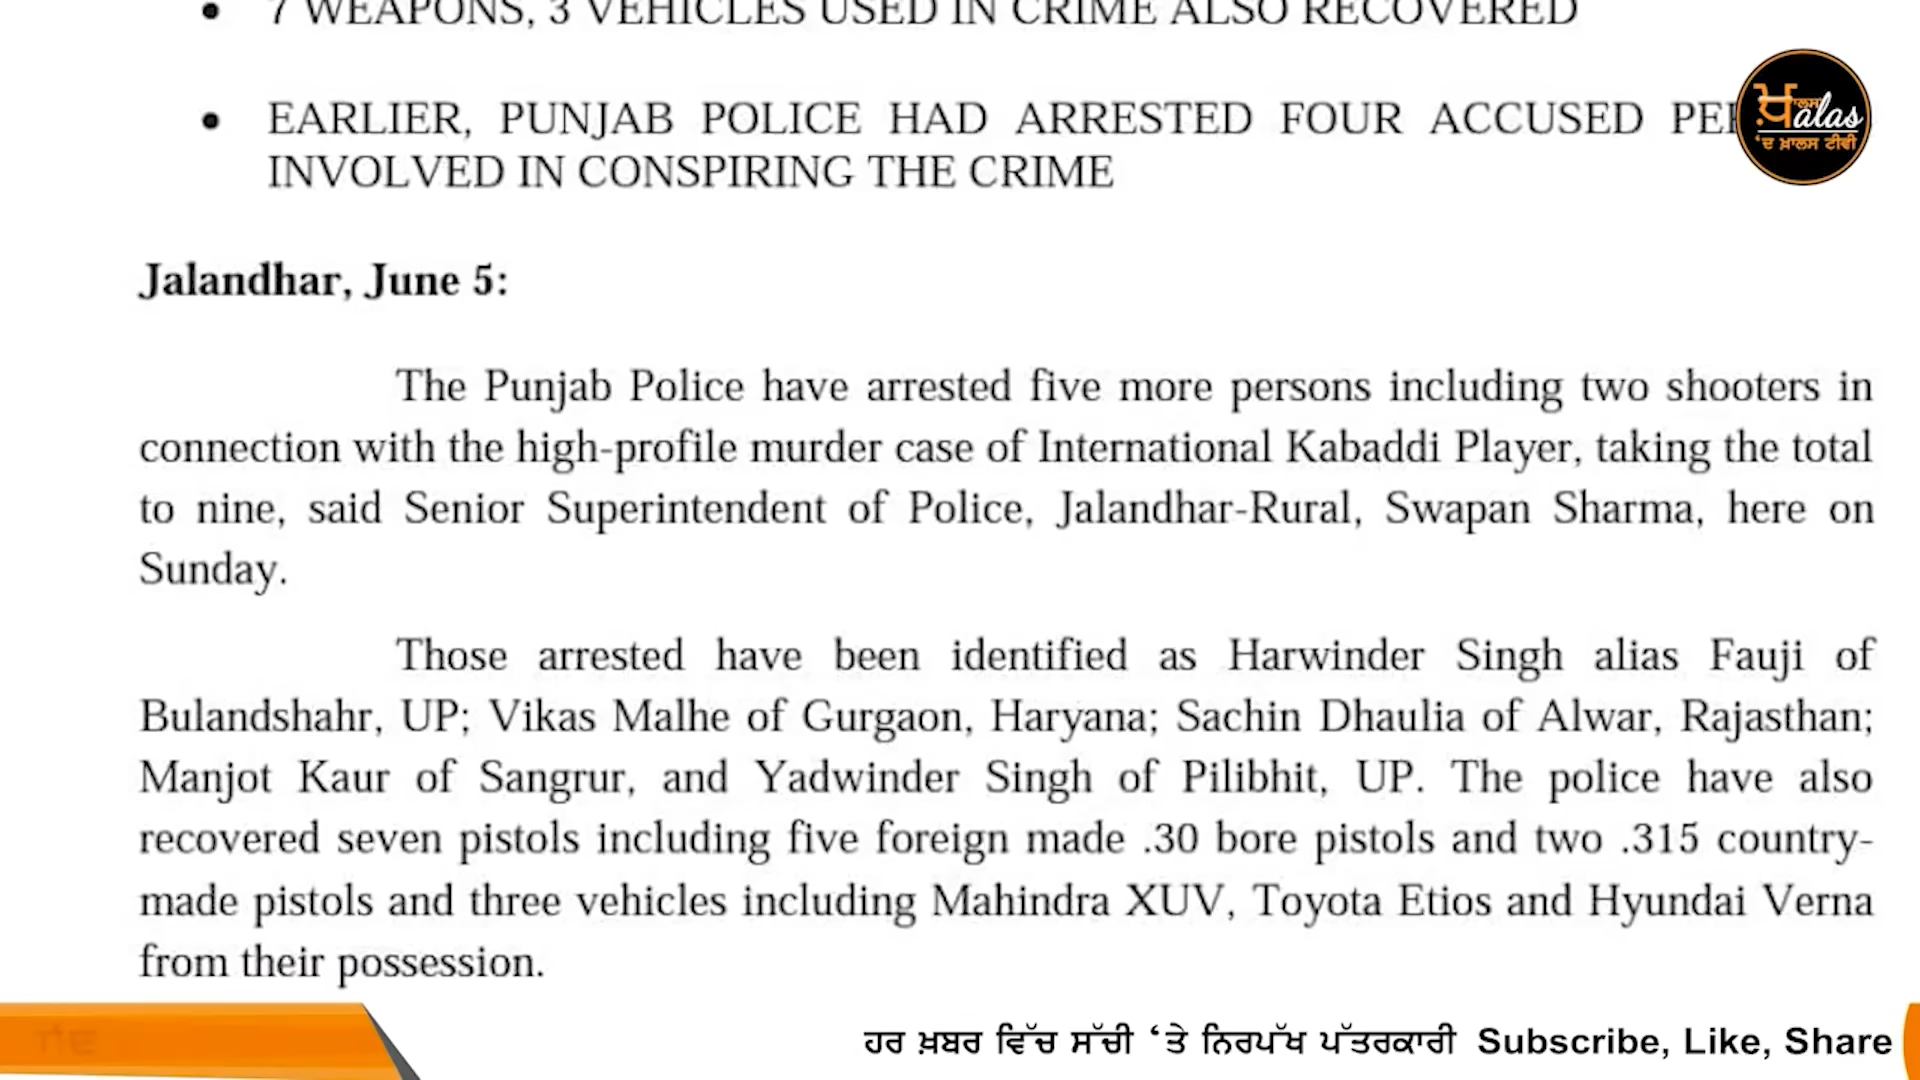 7 WEAPONS, 3 VEHICLES USED IN CRIME ALSO RECOVERED
EARLIER, PUNJAB POLICE HAD ARRESTED FOUR ACCUSED
INVOLVED IN CONSPIRING THE CRIME
ਖ਼ਾਲਸ alas
'ਦ ਖ਼ਾਲਸ ਟੀਵੀ
Jalandhar, June 5:
The Punjab Police have arrested five more persons including two shooters in
connection with the high-profile murder case of International Kabaddi Player, taking the total
to nine, said Senior Superintendent of Police, Jalandhar-Rural, Swapan Sharma, here on
Sunday.
Those arrested have been identified as Harwinder Singh alias Fauji of
Bulandshahr, UP; Vikas Malhe of Gurgaon, Haryana; Sachin Dhaulia of Alwar, Rajasthan;
Manjot Kaur of Sangrur, and Yadwinder Singh of Pilibhit, UP. The police have also
recovered seven pistols including five foreign made .30 bore pistols and two .315 country-
made pistols and three vehicles including Mahindra XUV, Toyota Etios and Hyundai Verna
from their possession.
ਹਰ ਖ਼ਬਰ ਵਿੱਚ ਸੱਚੀ ‘ਤੇ ਨਿਰਪੱਖ ਪੱਤਰਕਾਰੀ Subscribe, Like, Share